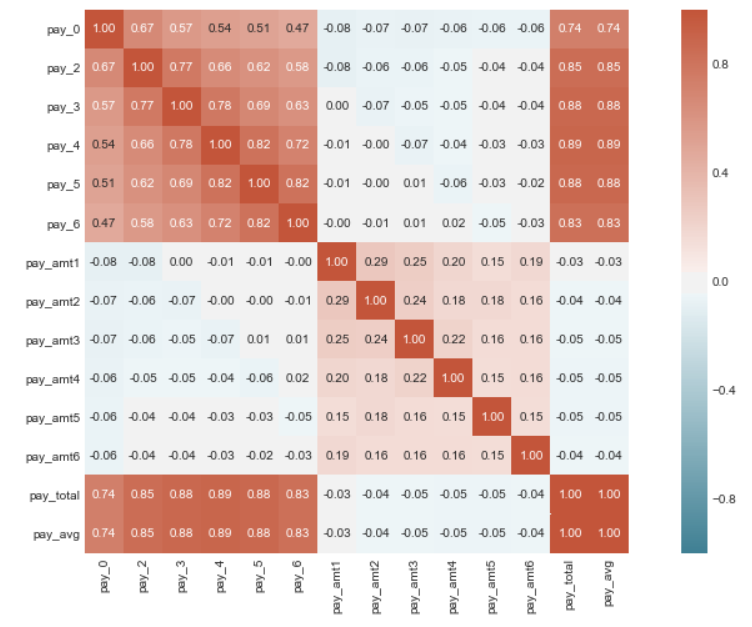 pay_0 1.00 0.67 0.57 0.54 0.51 0.47 -0.08 -0.07 -0.07 -0.06 -0.06 -0.06 0.74 0.74
pay_2 0.67 1.00 0.77 0.66 0.62 0.58 -0.08 -0.06 -0.06 -0.05 -0.04 -0.04 0.85 0.85
pay_3 0.57 0.77 1.00 0.78 0.69 0.63 0.00 -0.07 -0.05 -0.05 -0.04 -0.04 0.88 0.88
pay_4 0.54 0.66 0.78 1.00 0.82 0.72 -0.01 -0.00 -0.07 -0.04 -0.03 -0.03 0.89 0.89
pay_5 0.51 0.62 0.69 0.82 1.00 0.82 -0.01 -0.00 0.01 -0.06 -0.03 -0.02 0.88 0.88
pay_6 0.47 0.58 0.63 0.72 0.82 1.00 -0.00 -0.01 0.01 0.02 -0.05 -0.03 0.83 0.83
pay_amt1 -0.08 -0.08 0.00 -0.01 -0.01 -0.00 1.00 0.29 0.25 0.20 0.15 0.19 -0.03 -0.03
pay_amt2 -0.07 -0.06 -0.07 -0.00 -0.00 -0.01 0.29 1.00 0.24 0.18 0.18 0.16 -0.04 -0.04
pay_amt3 -0.07 -0.06 -0.05 -0.07 0.01 0.01 0.25 0.24 1.00 0.22 0.16 0.16 -0.05 -0.05
pay_amt4 -0.06 -0.05 -0.05 -0.04 -0.06 0.02 0.20 0.18 0.22 1.00 0.15 0.16 -0.05 -0.05
pay_amt5 -0.06 -0.04 -0.04 -0.03 -0.03 -0.05 0.15 0.18 0.16 0.15 1.00 0.15 -0.05 -0.05
pay_amt6 -0.06 -0.04 -0.04 -0.03 -0.02 -0.03 0.19 0.16 0.16 0.16 0.15 1.00 -0.04 -0.04
pay_total 0.74 0.85 0.88 0.89 0.88 0.83 -0.03 -0.04 -0.05 -0.05 -0.05 -0.04 1.00 1.00
pay_avg 0.74 0.85 0.88 0.89 0.88 0.83 -0.03 -0.04 -0.05 -0.05 -0.05 -0.04 1.00 1.00
pay_0 pay_2 pay_3 pay_4 pay_5 pay_6 pay_amt1 pay_amt2 pay_amt3 pay_amt4 pay_amt5 pay_amt6 pay_total pay_avg
0.8
0.4
0.0
−0.4
−0.8